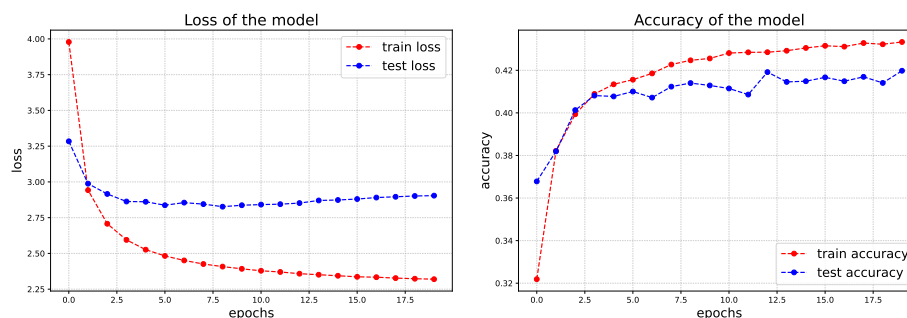 Loss of the model
4.00
3.75
3.50
3.25
3.00
2.75
2.50
2.25
loss
train loss
test loss
0.0 2.5 5.0 7.5 10.0 12.5 15.0 17.5
epochs
Accuracy of the model
0.42
0.40
0.38
0.36
0.34
0.32
accuracy
train accuracy
test accuracy
0.0 2.5 5.0 7.5 10.0 12.5 15.0 17.5
epochs